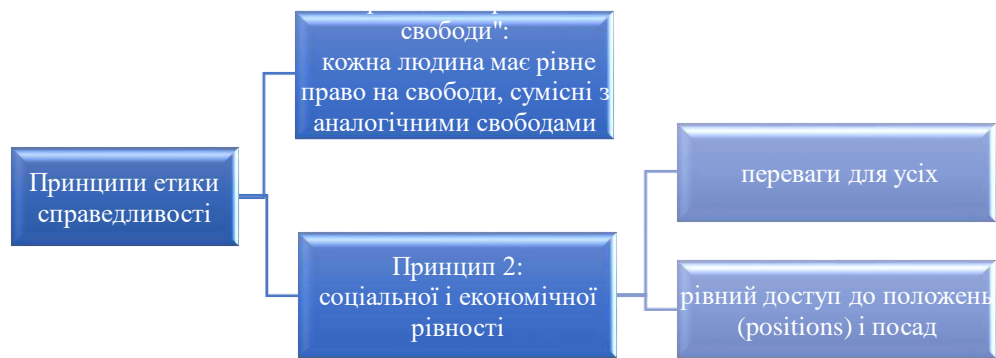 свободи":
кожна людина має рівне
право на свободи, сумісні з
аналогічними свободами
Принципи етики
справедливості
Принцип 2:
соціальної і економічної
рівності
переваги для усіх
рівний доступ до положень
(positions) і посад